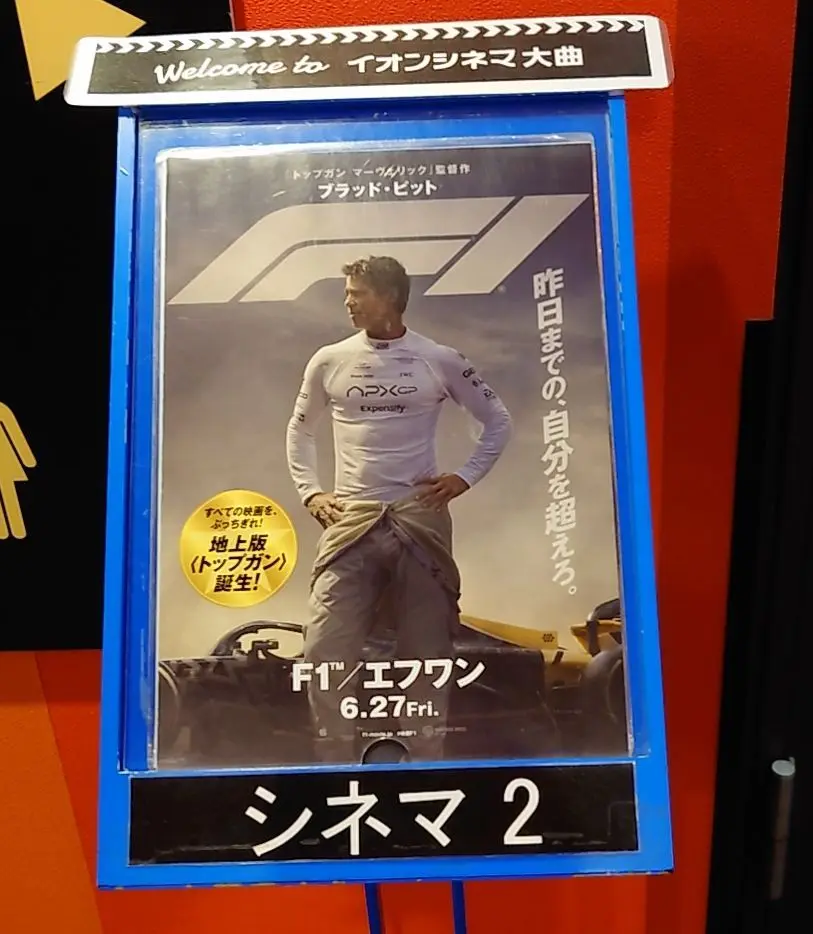 Welcome to イオンシネマ大曲
トップガン マーヴェリック」監督作
ブラッド・ピット
F1
昨日までの、自分を超えろ。
APXGP
Expensify
すべての映画を、
ぶっちぎれ!
地上版
〈トップガン〉
誕生!
F1™/エフワン
6.27Fri.
シネマ 2